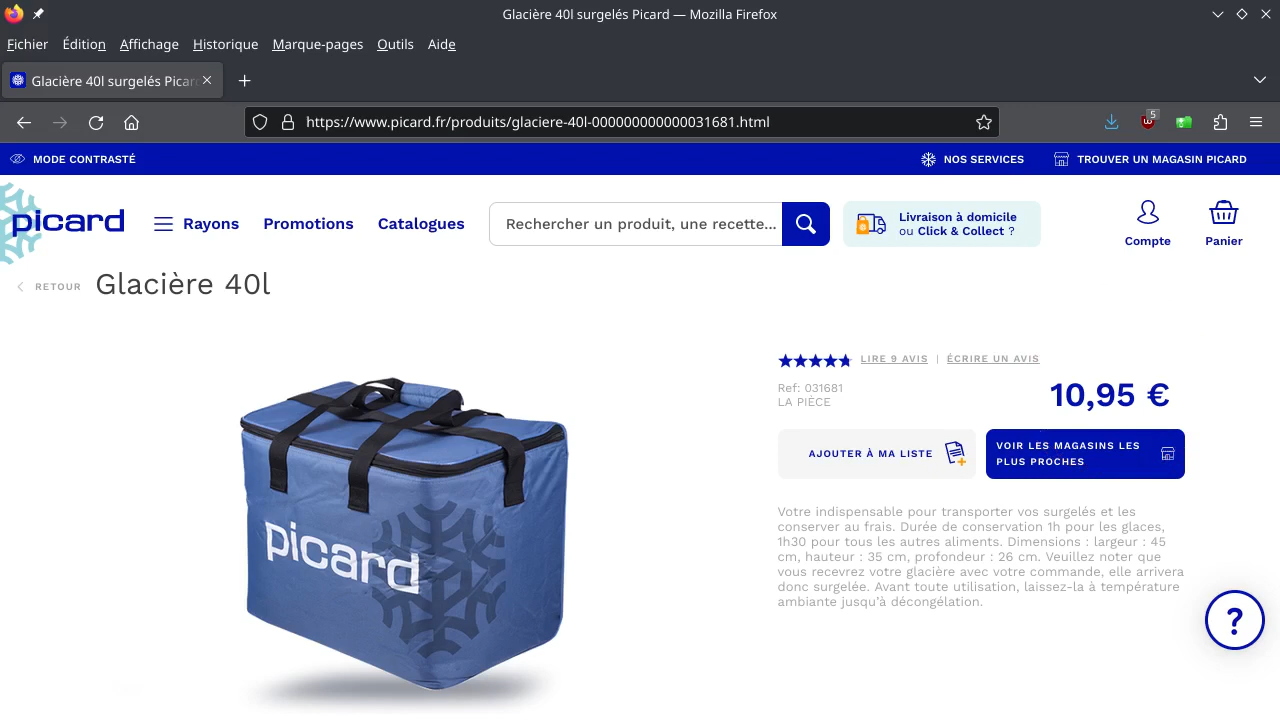 Glacière 40l surgelés Picard — Mozilla Firefox
Fichier Édition Affichage Historique Marque-pages Outils Aide
Glacière 40l surgelés Picard
https://www.picard.fr/produits/glaciere-40l-000000000000031681.html
5
MODE CONTRASTÉ
NOS SERVICES
TROUVER UN MAGASIN PICARD
picard
Rayons
Promotions
Catalogues
Rechercher un produit, une recette...
Livraison à domicile
ou Click & Collect ?
Compte
Panier
RETOUR
Glacière 40l
LIRE 9 AVIS | ÉCRIRE UN AVIS
Ref: 031681
LA PIÈCE
10,95 €
AJOUTER À MA LISTE
VOIR LES MAGASINS LES
PLUS PROCHES
picard
Votre indispensable pour transporter vos surgelés et les
conserver au frais. Durée de conservation 1h pour les glaces,
1h30 pour tous les autres aliments. Dimensions : largeur : 45
cm, hauteur : 35 cm, profondeur : 26 cm. Veuillez noter que
vous recevrez votre glacière avec votre commande, elle arrivera
donc surgelée. Avant toute utilisation, laissez-la à température
ambiante jusqu'à décongélation.
?